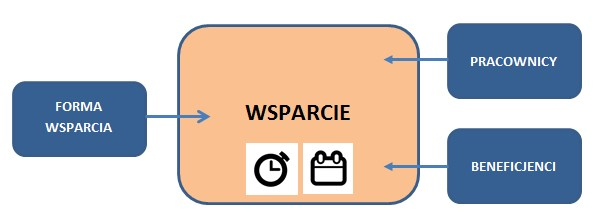 FORMA
WSPARCIA
WSPARCIE
PRACOWNICY
BENEFICJENCI